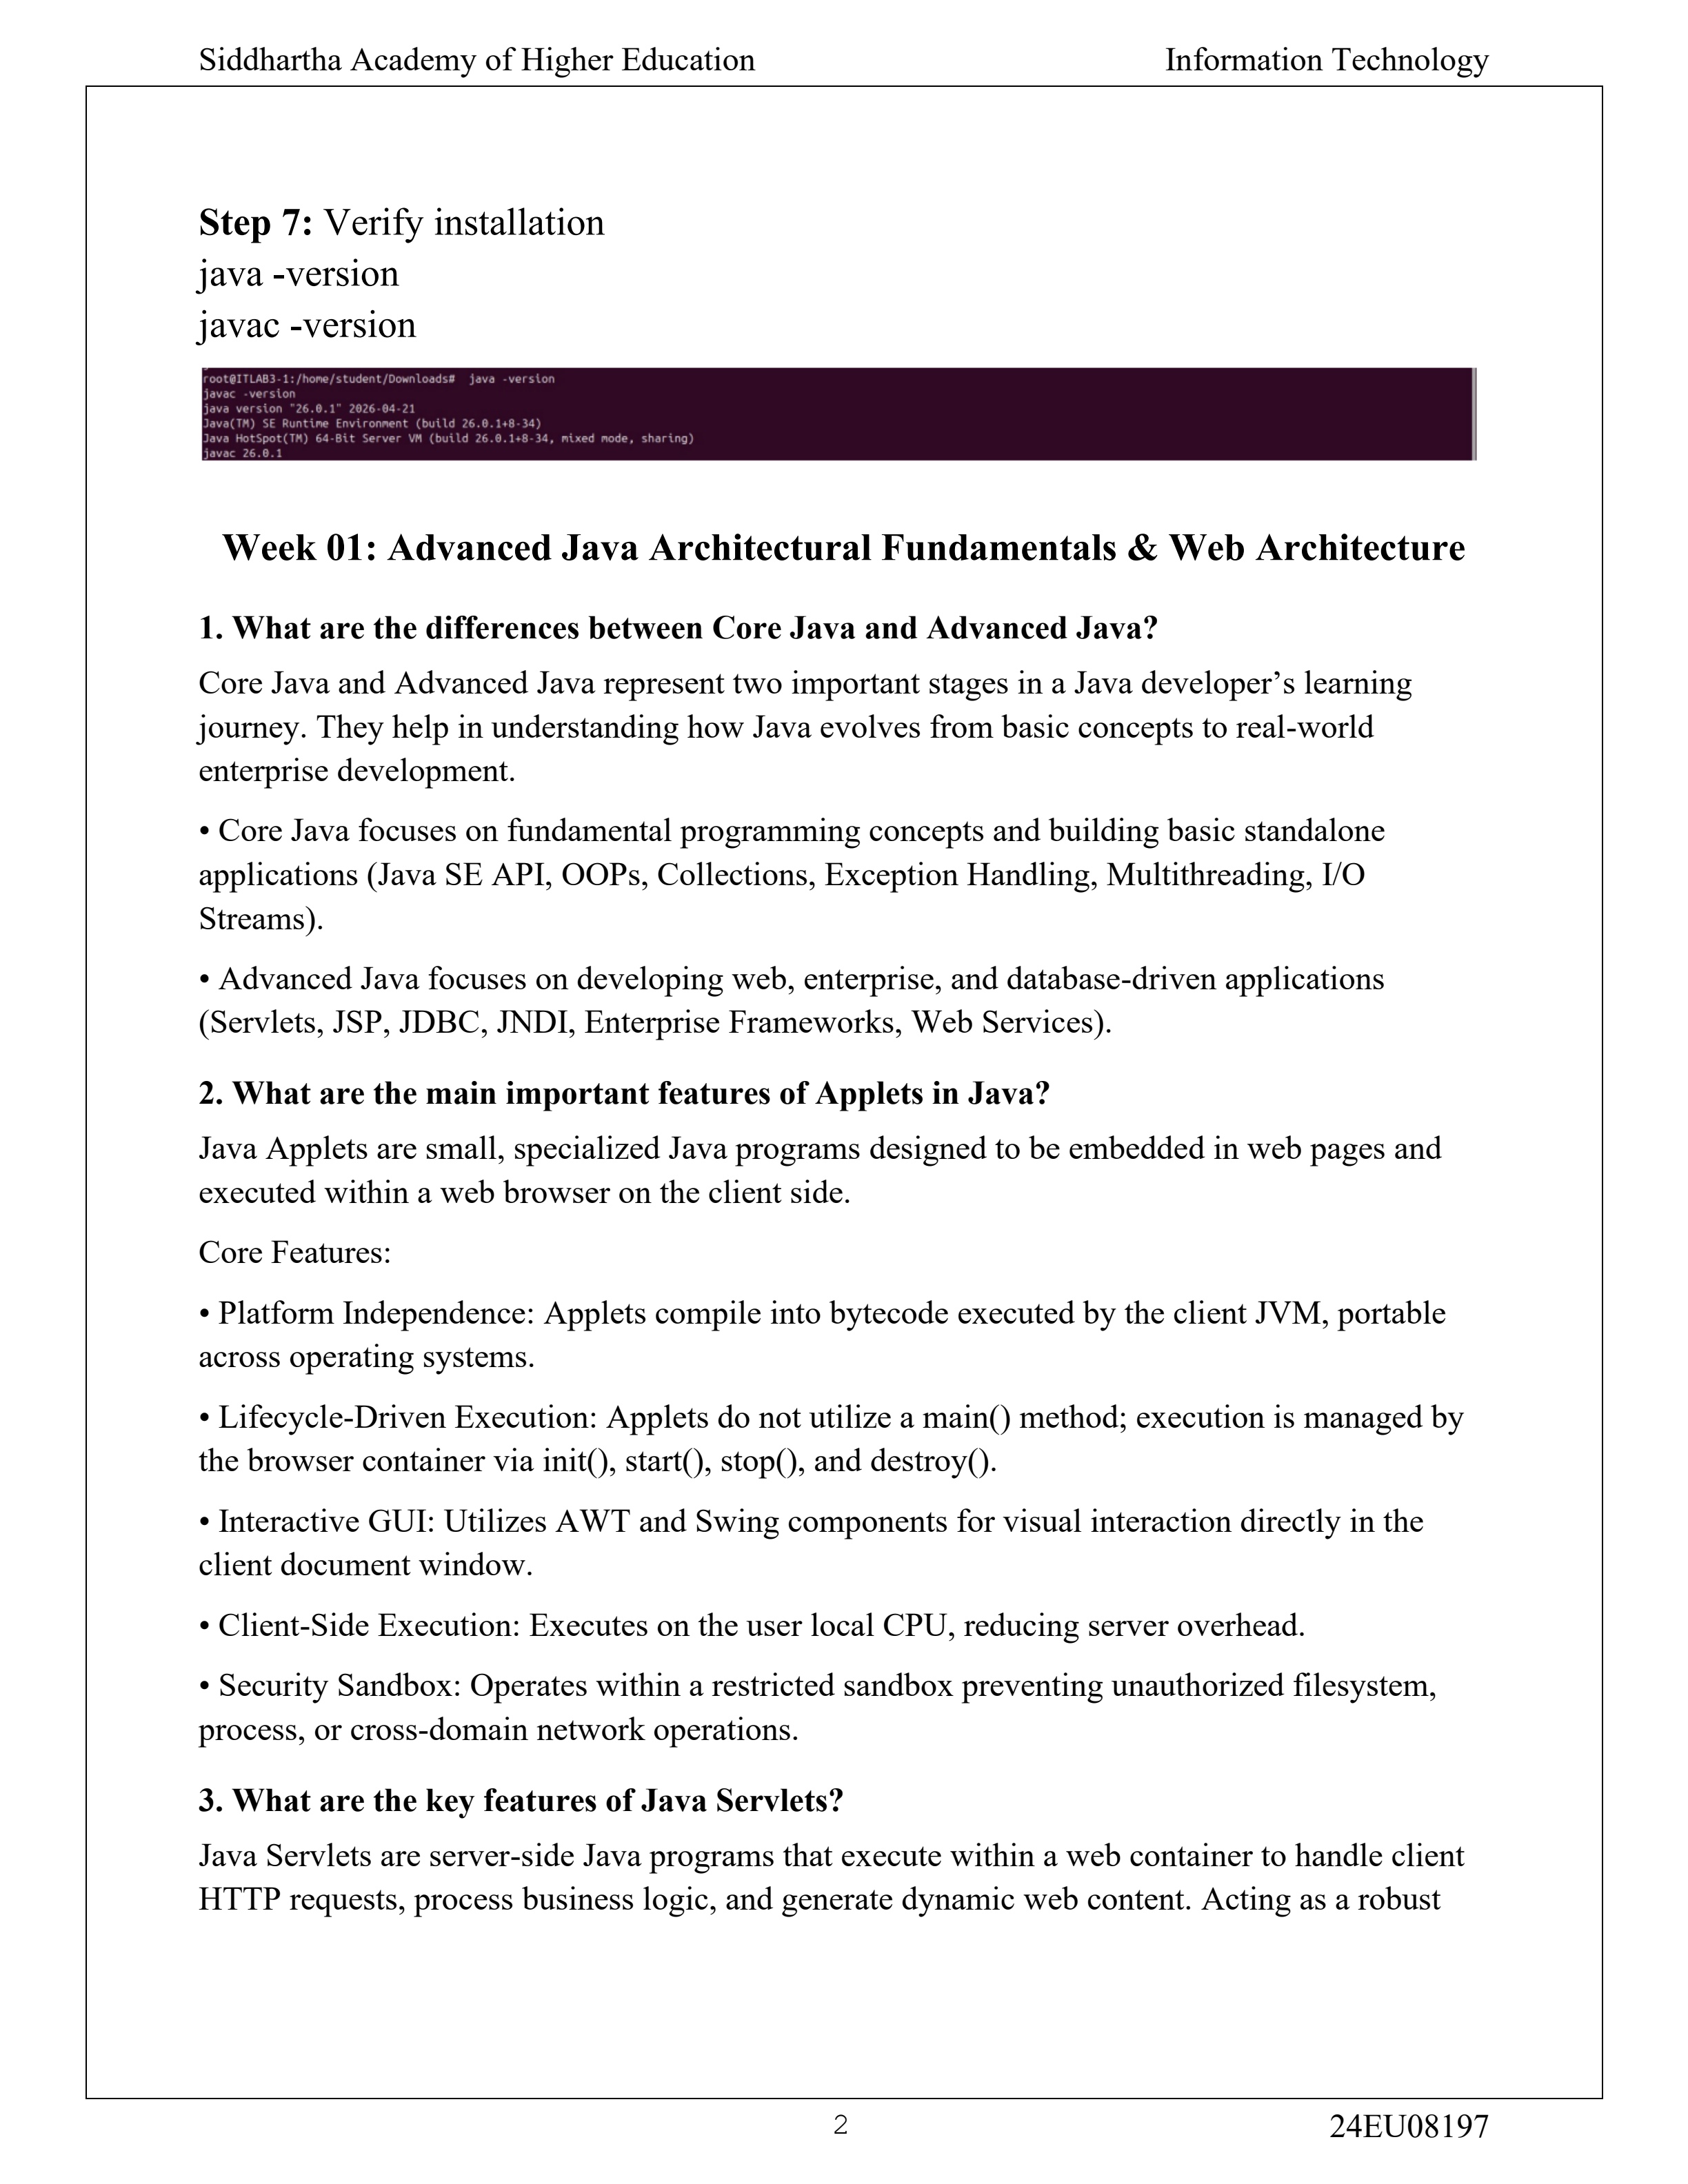 Siddhartha Academy of Higher Education Information Technology
Step 7: Verify installation
java -version
javac -version
root@ITLAB3-1:/home/student/Downloads#  java -version
javac -version
java version "26.0.1" 2026-04-21
Java(TM) SE Runtime Environment (build 26.0.1+8-34)
Java HotSpot(TM) 64-Bit Server VM (build 26.0.1+8-34, mixed mode, sharing)
javac 26.0.1
Week 01: Advanced Java Architectural Fundamentals & Web Architecture
1. What are the differences between Core Java and Advanced Java?
Core Java and Advanced Java represent two important stages in a Java developer’s learning
journey. They help in understanding how Java evolves from basic concepts to real-world
enterprise development.
• Core Java focuses on fundamental programming concepts and building basic standalone
applications (Java SE API, OOPs, Collections, Exception Handling, Multithreading, I/O
Streams).
• Advanced Java focuses on developing web, enterprise, and database-driven applications
(Servlets, JSP, JDBC, JNDI, Enterprise Frameworks, Web Services).
2. What are the main important features of Applets in Java?
Java Applets are small, specialized Java programs designed to be embedded in web pages and
executed within a web browser on the client side.
Core Features:
• Platform Independence: Applets compile into bytecode executed by the client JVM, portable
across operating systems.
• Lifecycle-Driven Execution: Applets do not utilize a main() method; execution is managed by
the browser container via init(), start(), stop(), and destroy().
• Interactive GUI: Utilizes AWT and Swing components for visual interaction directly in the
client document window.
• Client-Side Execution: Executes on the user local CPU, reducing server overhead.
• Security Sandbox: Operates within a restricted sandbox preventing unauthorized filesystem,
process, or cross-domain network operations.
3. What are the key features of Java Servlets?
Java Servlets are server-side Java programs that execute within a web container to handle client
HTTP requests, process business logic, and generate dynamic web content. Acting as a robust
2 24EU08197